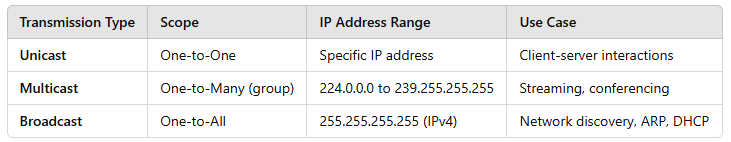 Transmission Type Scope IP Address Range Use Case
Unicast One-to-One Specific IP address Client-server interactions
Multicast One-to-Many (group) 224.0.0.0 to 239.255.255.255 Streaming, conferencing
Broadcast One-to-All 255.255.255.255 (IPv4) Network discovery, ARP, DHCP